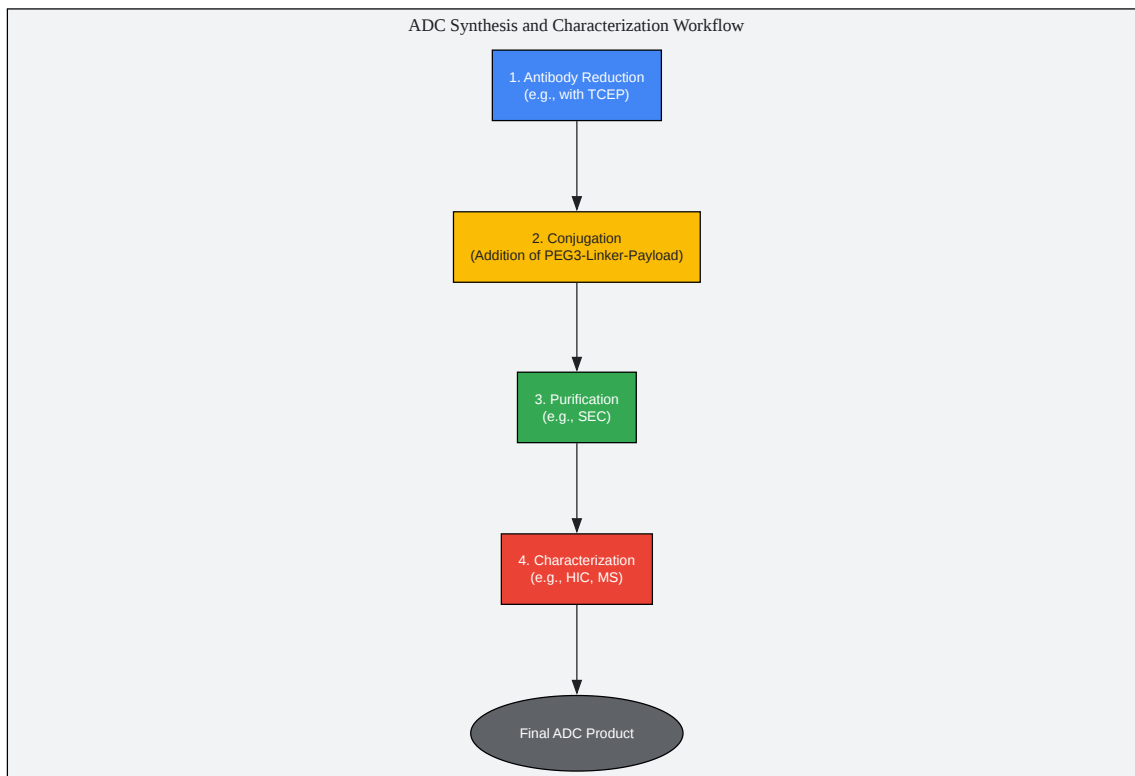 ADC Synthesis and Characterization Workflow
1. Antibody Reduction
(e.g., with TCEP)
2. Conjugation
(Addition of PEG3-Linker-Payload)
3. Purification
(e.g., SEC)
4. Characterization
(e.g., HIC, MS)
Final ADC Product